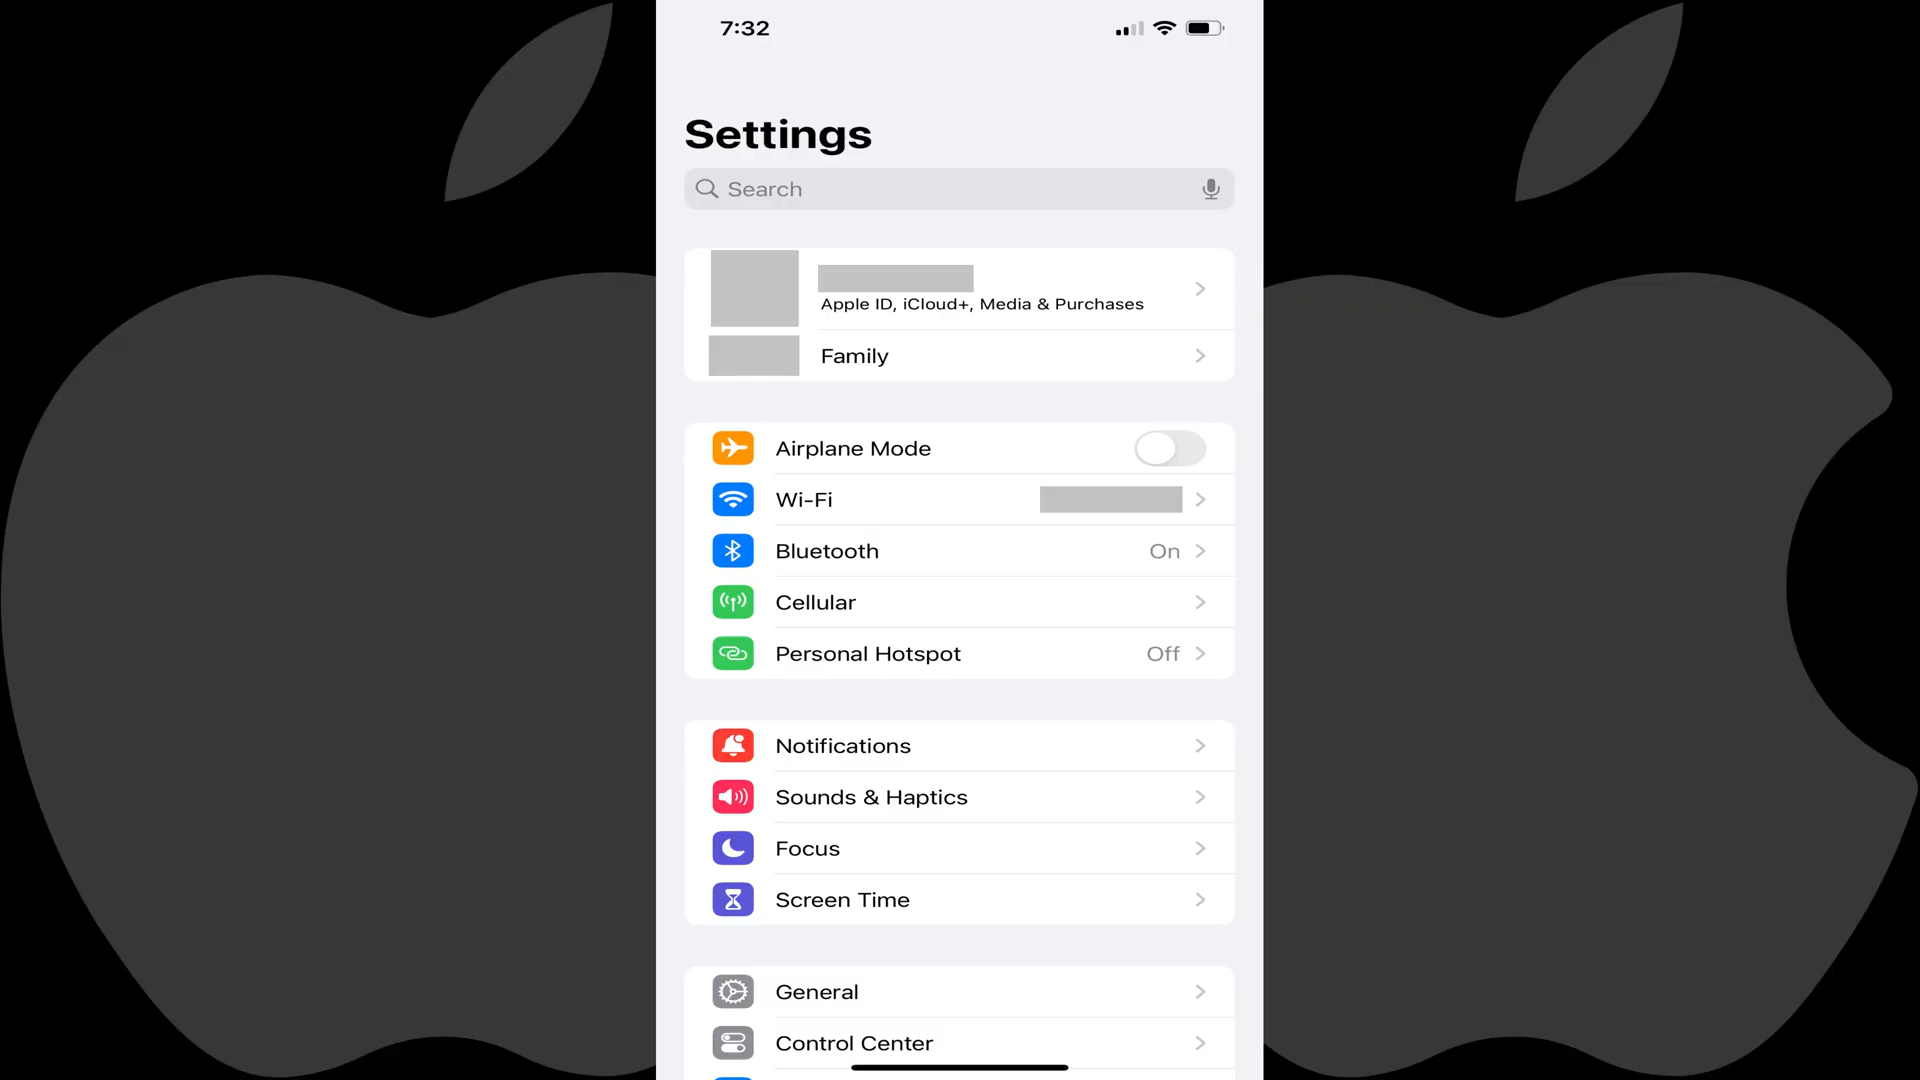 7:32
Settings
Search
Apple ID, iCloud+, Media & Purchases
Family
Airplane Mode
Wi-Fi
Bluetooth On
Cellular
Personal Hotspot Off
Notifications
Sounds & Haptics
Focus
Screen Time
General
Control Center